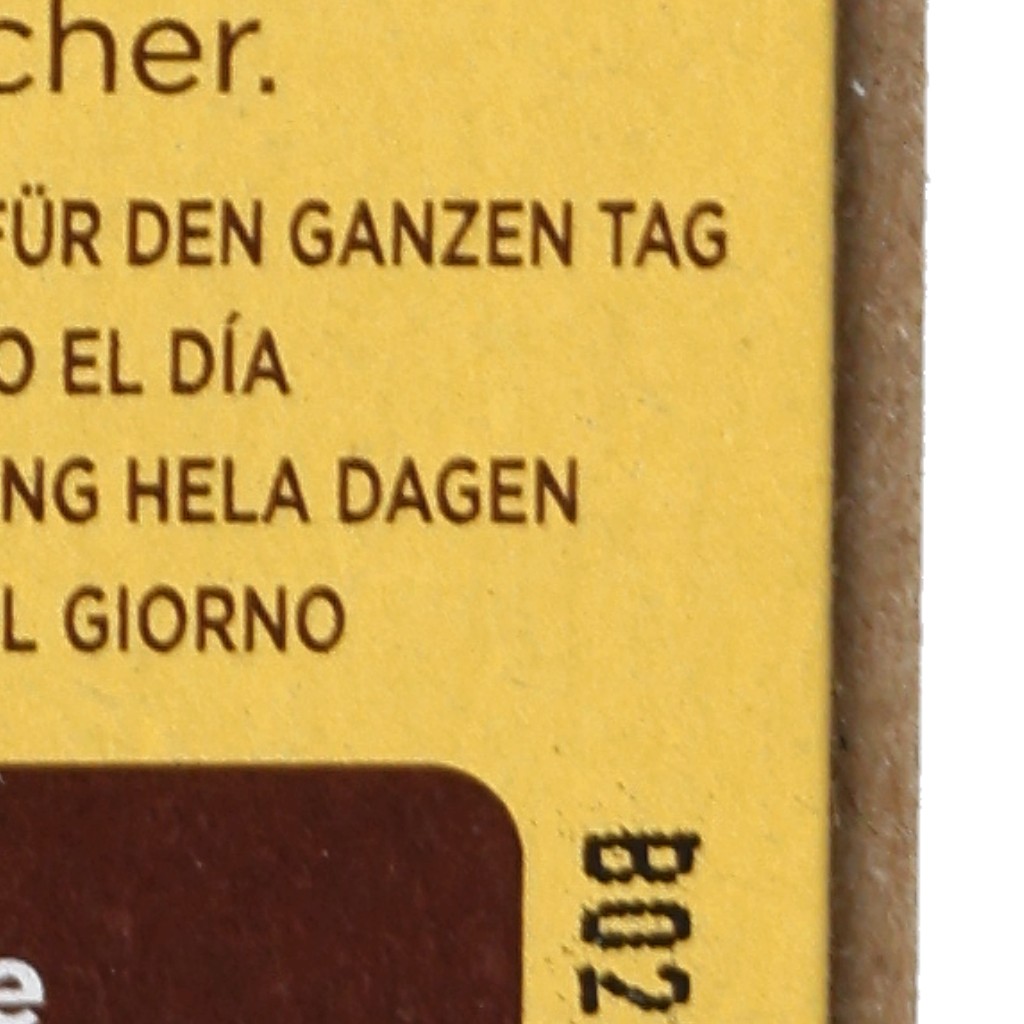 cher.
FÜR DEN GANZEN TAG
O EL DÍA
NG HELA DAGEN
L GIORNO
e
B02